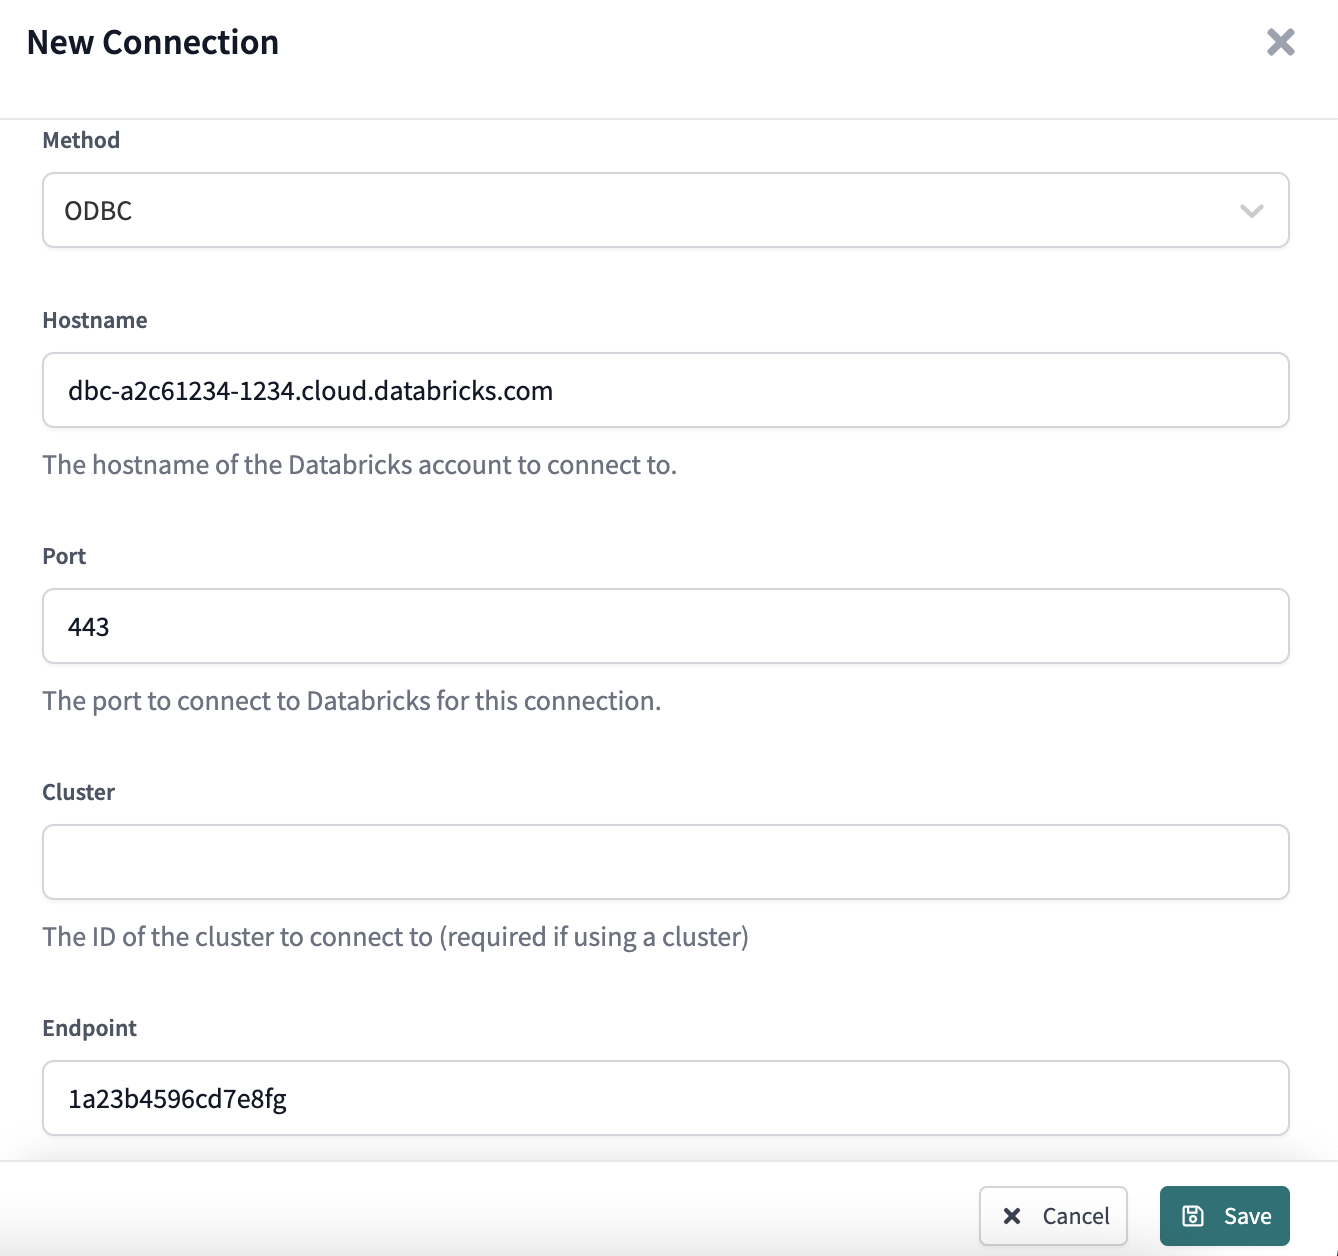 New Connection
Method
ODBC
Hostname
dbc-a2c61234-1234.cloud.databricks.com
The hostname of the Databricks account to connect to.
Port
443
The port to connect to Databricks for this connection.
Cluster
The ID of the cluster to connect to (required if using a cluster)
Endpoint
1a23b4596cd7e8fg
Cancel
Save